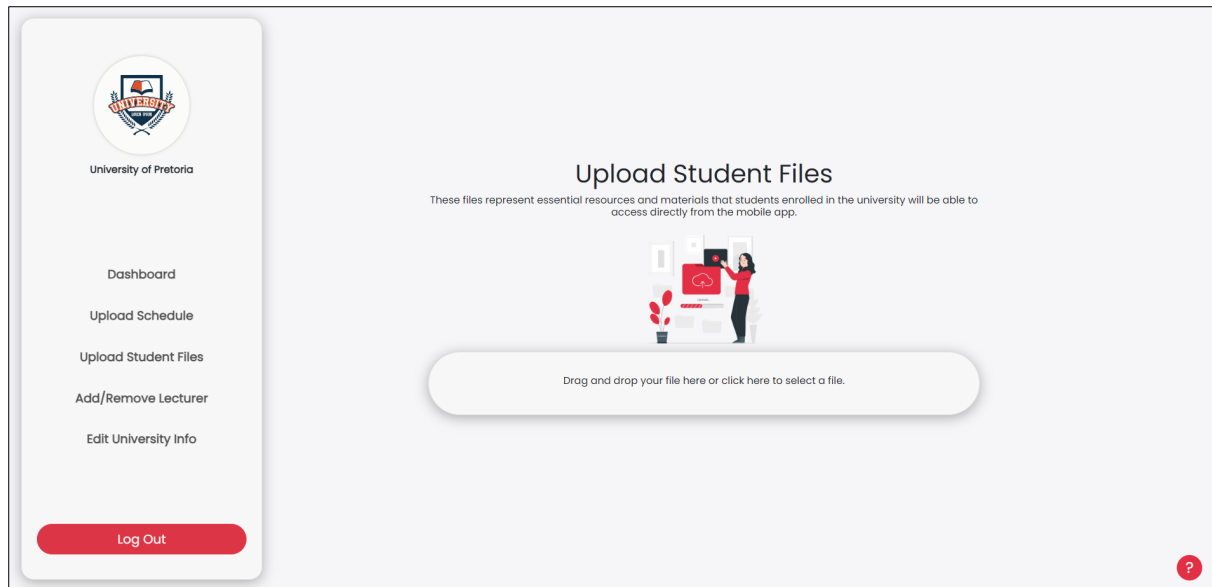 UNIVERSITY
LOREM IPSUM
University of Pretoria
Dashboard
Upload Schedule
Upload Student Files
Add/Remove Lecturer
Edit University Info
Log Out
Upload Student Files
These files represent essential resources and materials that students enrolled in the university will be able to
access directly from the mobile app.
Drag and drop your file here or click here to select a file.
?